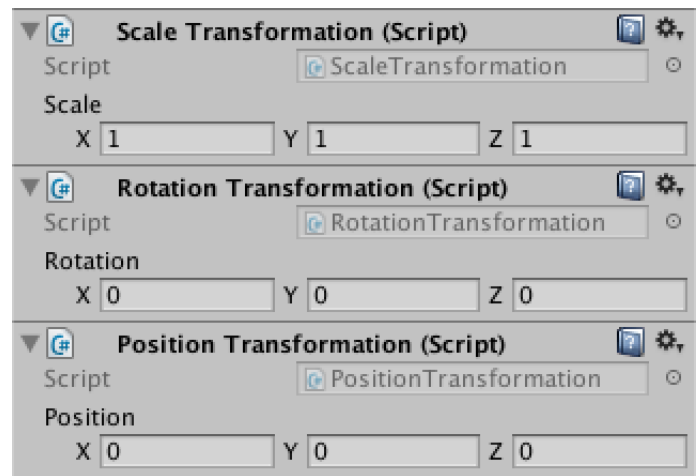 Scale Transformation (Script)
Script ScaleTransformation
Scale
X 1 Y 1 Z 1
Rotation Transformation (Script)
Script RotationTransformation
Rotation
X 0 Y 0 Z 0
Position Transformation (Script)
Script PositionTransformation
Position
X 0 Y 0 Z 0